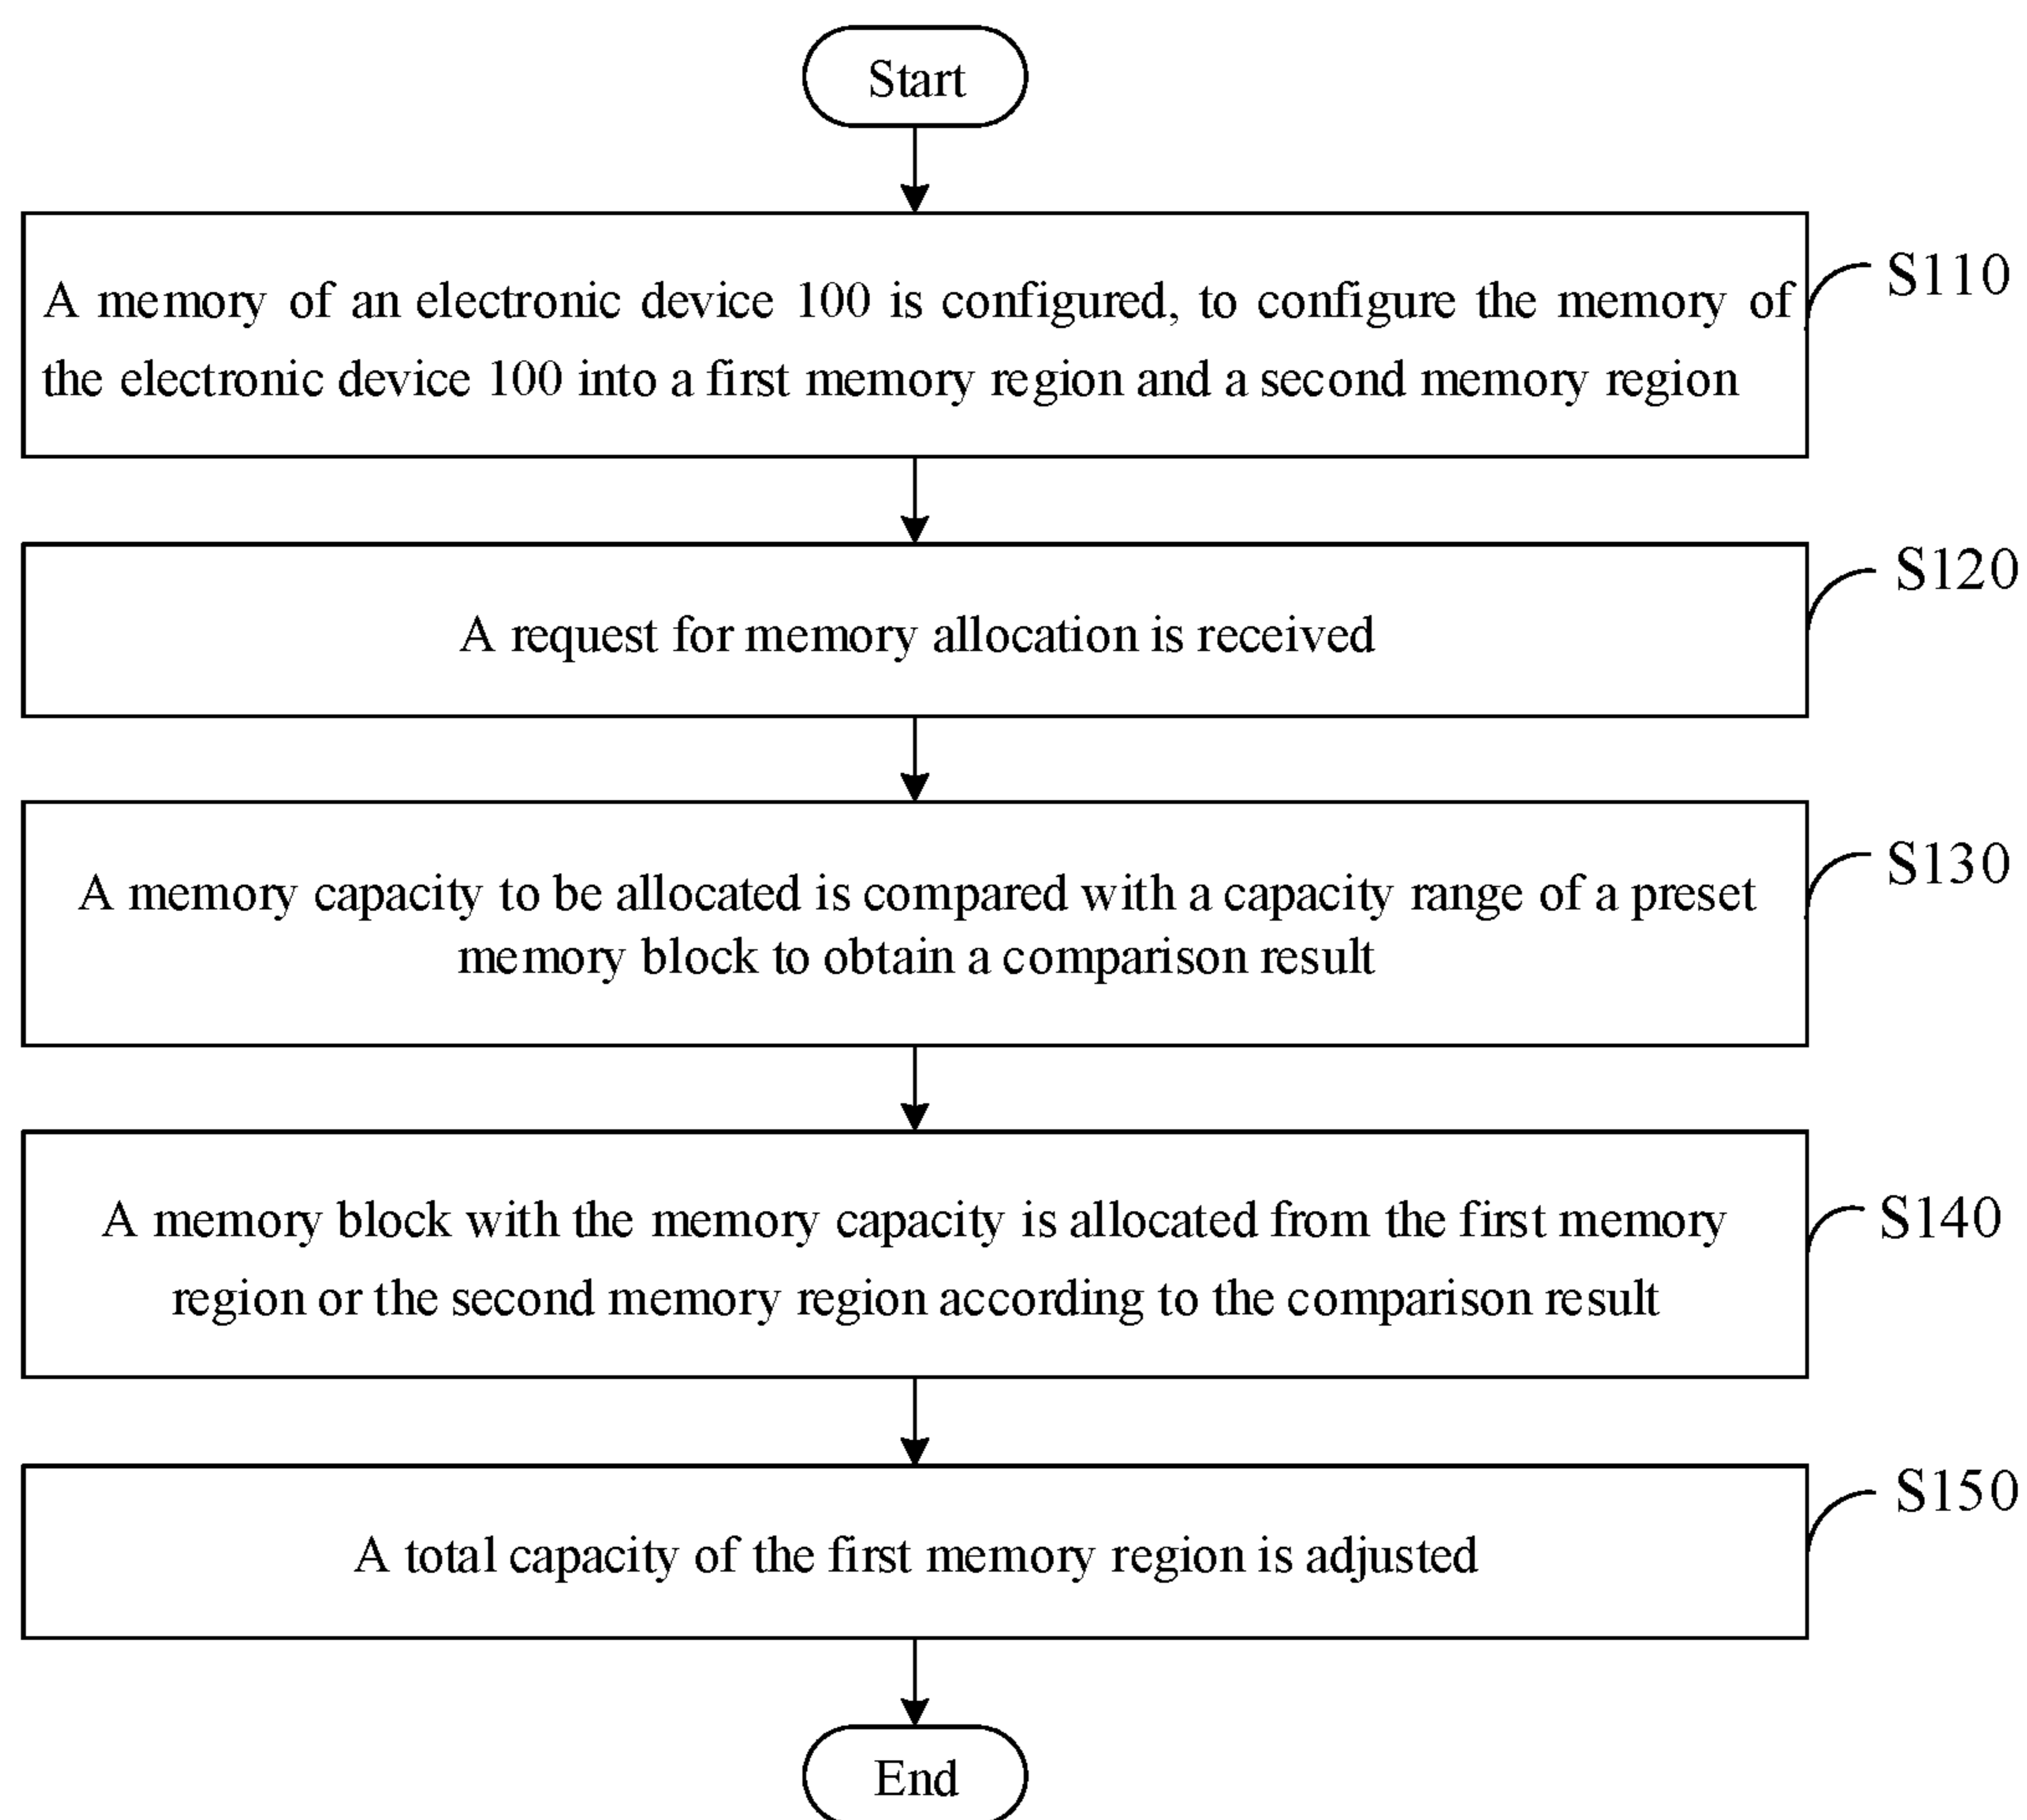 Start
A memory of an electronic device 100 is configured, to configure the memory of
the electronic device 100 into a first memory region and a second memory region
S110
A request for memory allocation is received
S120
A memory capacity to be allocated is compared with a capacity range of a preset
memory block to obtain a comparison result
S130
A memory block with the memory capacity is allocated from the first memory
region or the second memory region according to the comparison result
S140
A total capacity of the first memory region is adjusted
S150
End